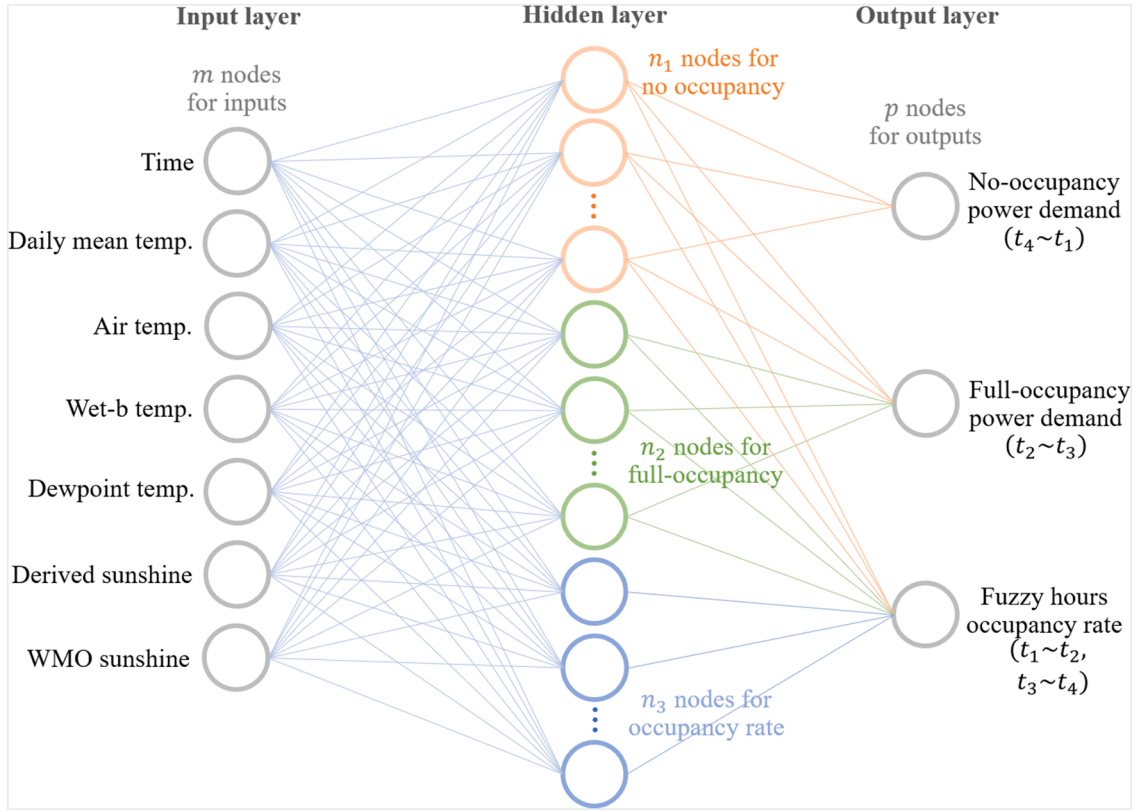 Input layer
Hidden layer
Output layer
m nodes
for inputs
n₁ nodes for
no occupancy
p nodes
for outputs
Time
Daily mean temp.
Air temp.
Wet-b temp.
Dewpoint temp.
Derived sunshine
WMO sunshine
n₂ nodes for
full-occupancy
n₃ nodes for
occupancy rate
No-occupancy
power demand
(t₄~t₁)
Full-occupancy
power demand
(t₂~t₃)
Fuzzy hours
occupancy rate
(t₁~t₂,
t₃~t₄)